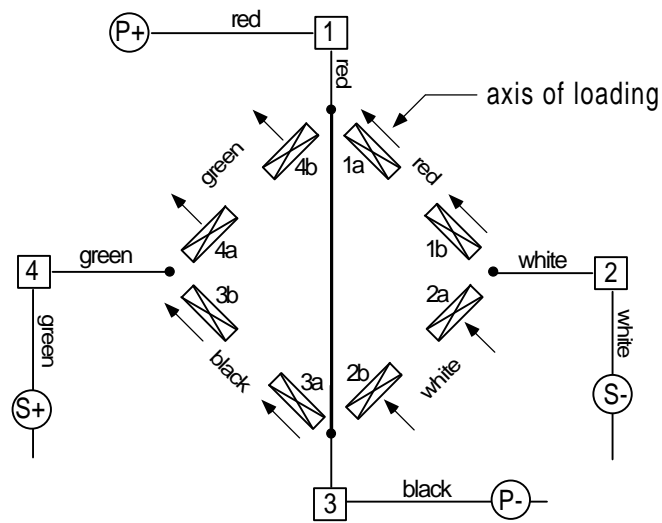 P+
red
1
red
axis of loading
green
4b
1a
red
4a
1b
4
green
white
2
3b
2a
green
white
black
3a
2b
white
S+
S-
3
black
P-